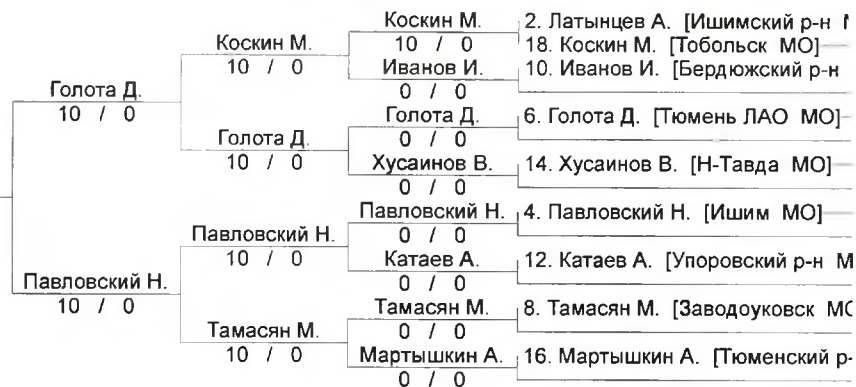 Коскин М. 2. Латынцев А. [Ишимский р-н
Коскин М. 10 / 0 18. Коскин М. [Тобольск МО]
10 / 0 Иванов И. 10. Иванов И. [Бердюжский р-н
Голота Д. 0 / 0
10 / 0 Голота Д. 6. Голота Д. [Тюмень ЛАО МО]
Голота Д. 0 / 0
10 / 0 Хусаинов В. 14. Хусаинов В. [Н-Тавда МО]
0 / 0
Павловский Н. 4. Павловский Н. [Ишим МО]
Павловский Н. 0 / 0
10 / 0 Катаев А. 12. Катаев А. [Упоровский р-н М
Павловский Н. 0 / 0
10 / 0 Тамасян М. 8. Тамасян М. [Заводоуковск МО
Тамасян М. 0 / 0
10 / 0 Мартышкин А. 16. Мартышкин А. [Тюменский р-
0 / 0